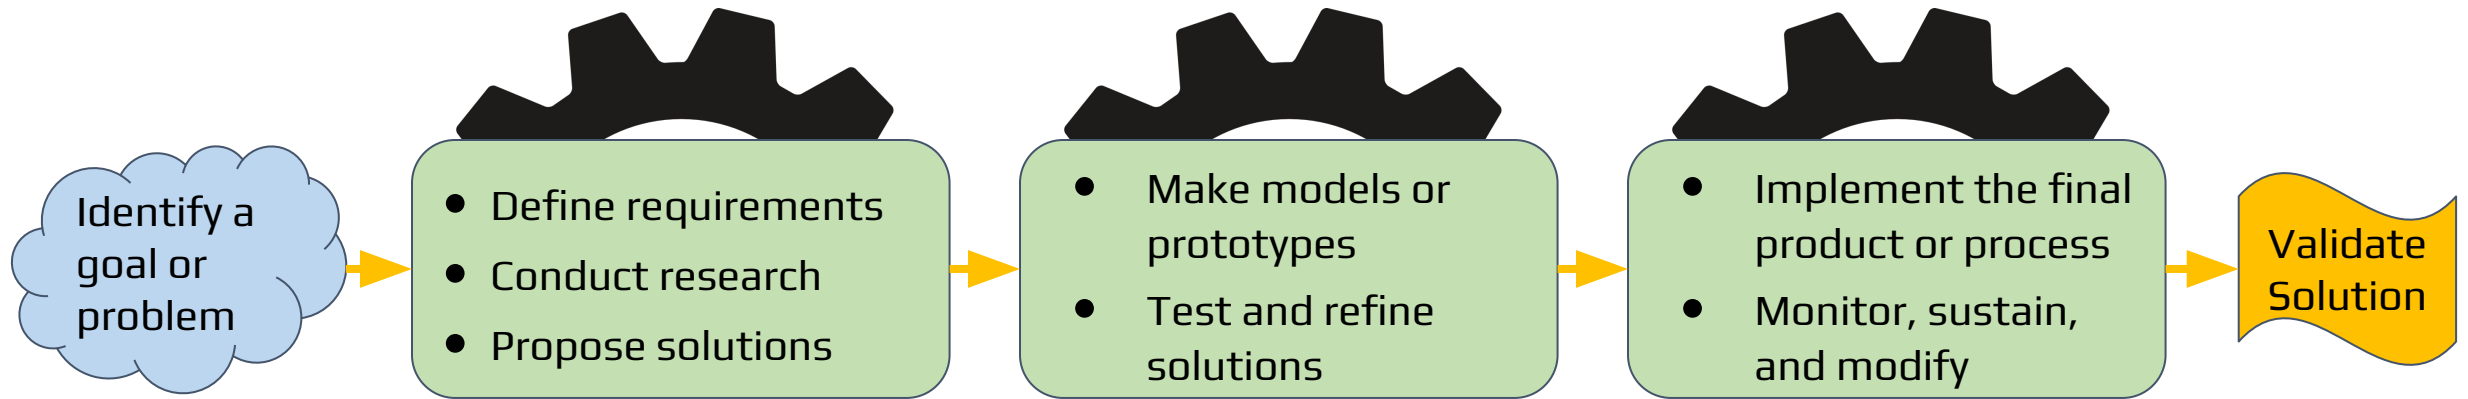 Identify a
goal or
problem
● Define requirements
● Conduct research
● Propose solutions
● Make models or
prototypes
● Test and refine
solutions
● Implement the final
product or process
● Monitor, sustain,
and modify
Validate
Solution